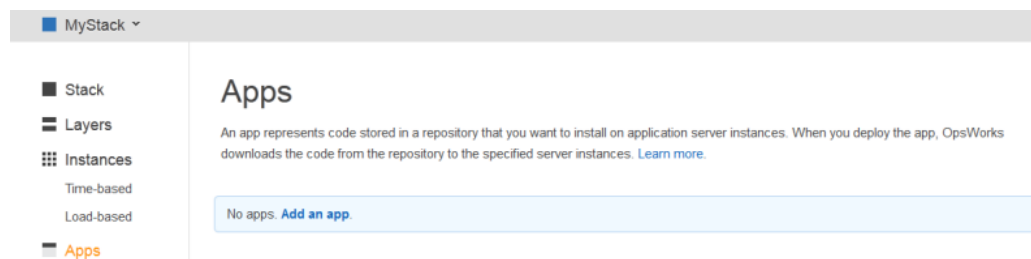 MyStack
Stack
Layers
Instances
Time-based
Load-based
Apps
Apps
An app represents code stored in a repository that you want to install on application server instances. When you deploy the app, OpsWorks
downloads the code from the repository to the specified server instances. Learn more.
No apps. Add an app.